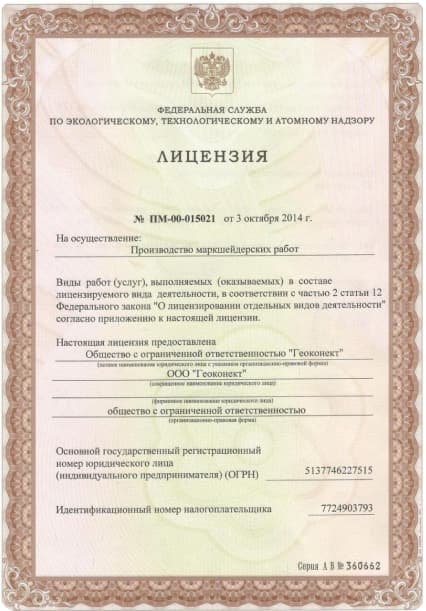 ФЕДЕРАЛЬНАЯ СЛУЖБА
ПО ЭКОЛОГИЧЕСКОМУ, ТЕХНОЛОГИЧЕСКОМУ И АТОМНОМУ НАДЗОРУ
ЛИЦЕНЗИЯ
№ ПМ-00-015021 от 3 октября 2014 г.
На осуществление:
Производство маркшейдерских работ
Виды работ (услуг), выполняемых (оказываемых) в составе
лицензируемого вида деятельности, в соответствии с частью 2 статьи 12
Федерального закона "О лицензировании отдельных видов деятельности"
согласно приложению к настоящей лицензии.
Настоящая лицензия предоставлена
Общество с ограниченной ответственностью "Геоконект"
(полное наименование юридического лица с указанием организационно-правовой формы)
ООО "Геоконект"
(сокращенное наименование юридического лица)
(фирменное наименование юридического лица)
общество с ограниченной ответственностью
(организационно-правовая форма)
Основной государственный регистрационный
номер юридического лица
(индивидуального предпринимателя) (ОГРН) 5137746227515
Идентификационный номер налогоплательщика 7724903793
Серия А В № 360662